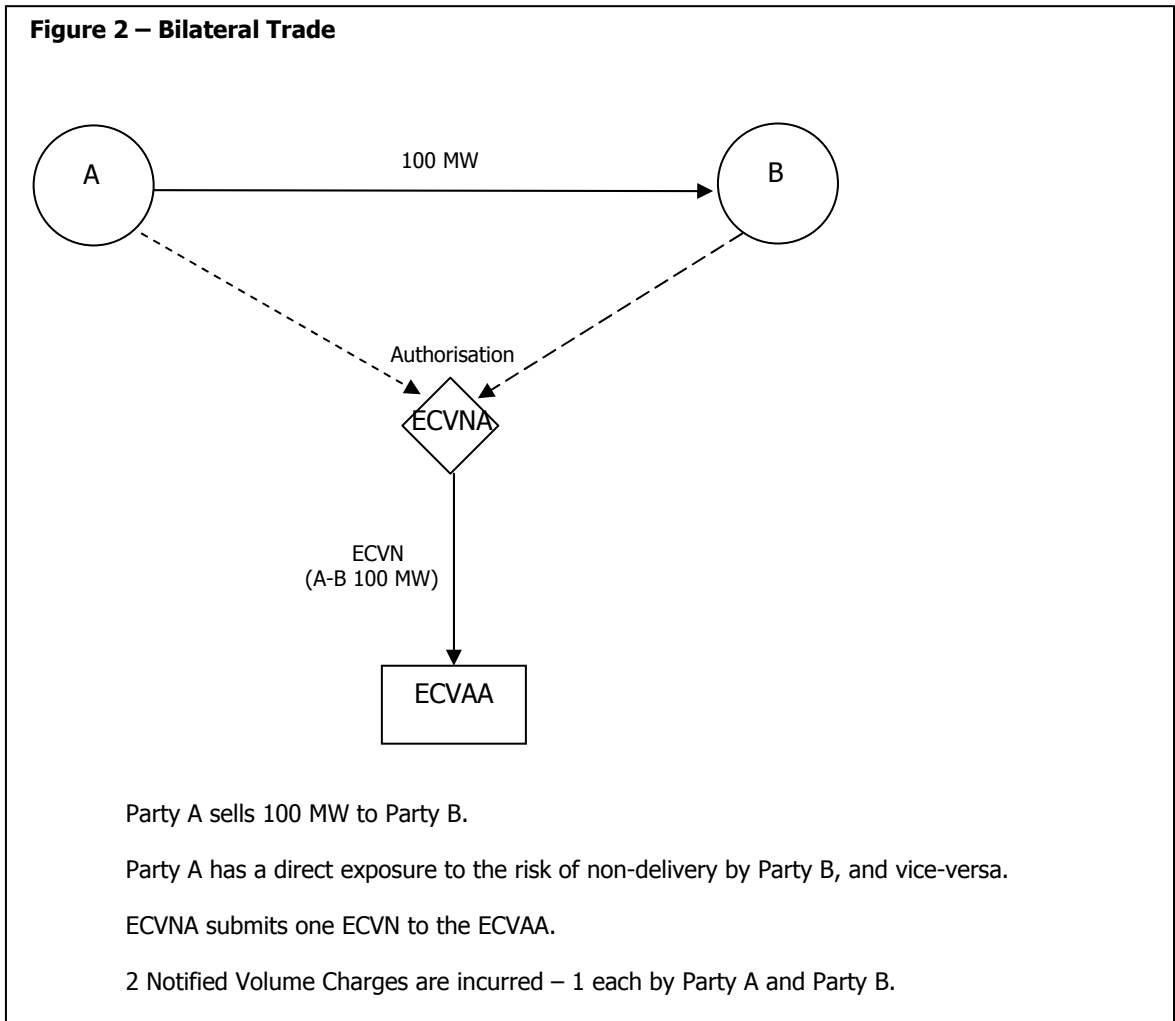 Figure 2 – Bilateral Trade
A
100 MW
B
Authorisation
ECVNA
ECVN
(A-B 100 MW)
ECVAA
Party A sells 100 MW to Party B.
Party A has a direct exposure to the risk of non-delivery by Party B, and vice-versa.
ECVNA submits one ECVN to the ECVAA.
2 Notified Volume Charges are incurred – 1 each by Party A and Party B.